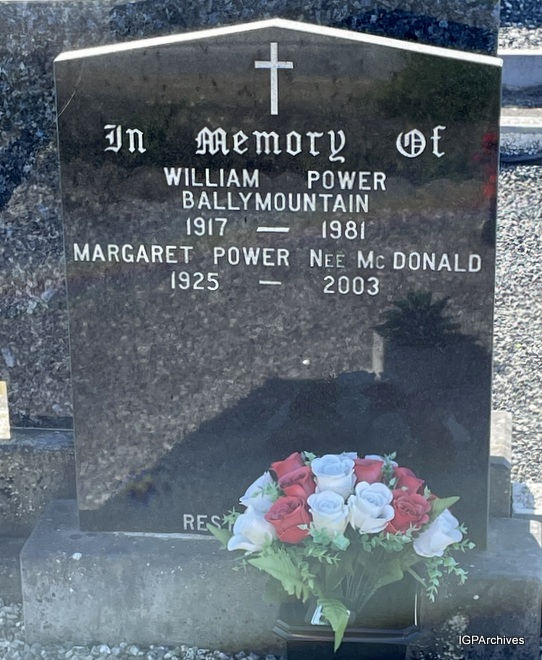 In Memory Of
WILLIAM POWER
BALLYMOUNTAIN
1917 — 1981
MARGARET POWER NEE MC DONALD
1925 — 2003
IGPArchives